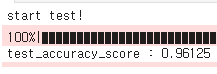 start test!
100%|
test_accuracy_score : 0.96125